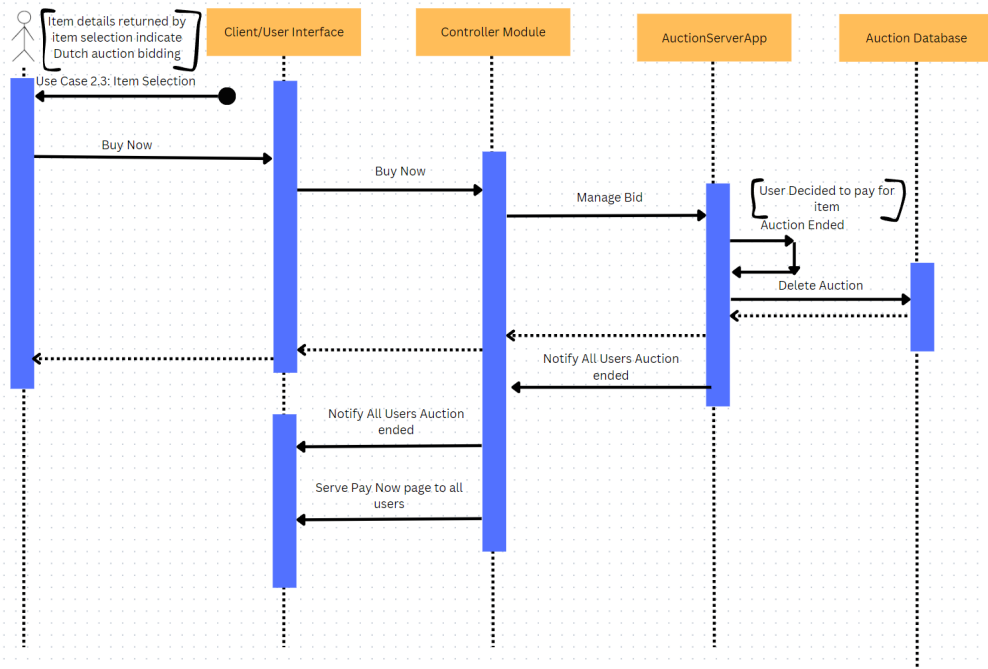 Item details returned by
item selection indicate
Dutch auction bidding
Client/User Interface
Controller Module
AuctionServerApp
Auction Database
Use Case 2.3: Item Selection
Buy Now
Buy Now
Manage Bid
User Decided to pay for
item
Auction Ended
Delete Auction
Notify All Users Auction
ended
Notify All Users Auction
ended
Serve Pay Now page to all
users